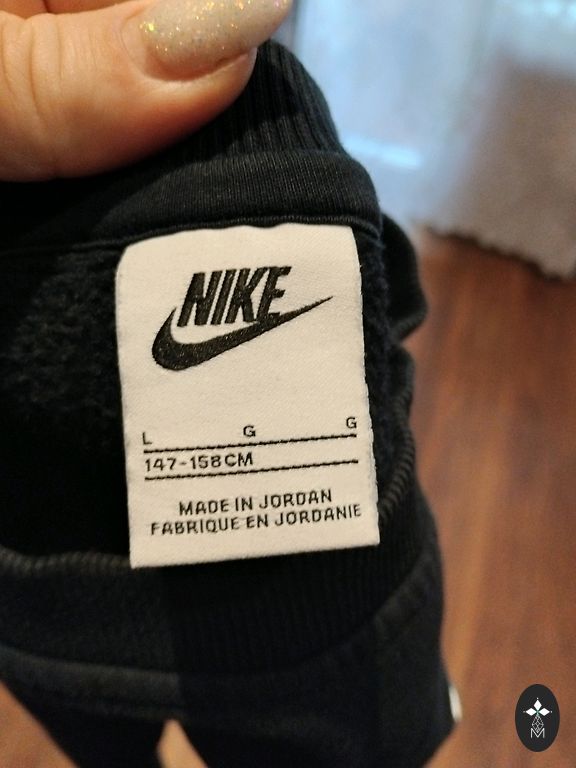 NIKE
L G G
147-158CM
MADE IN JORDAN
FABRIQUE EN JORDANIE
M